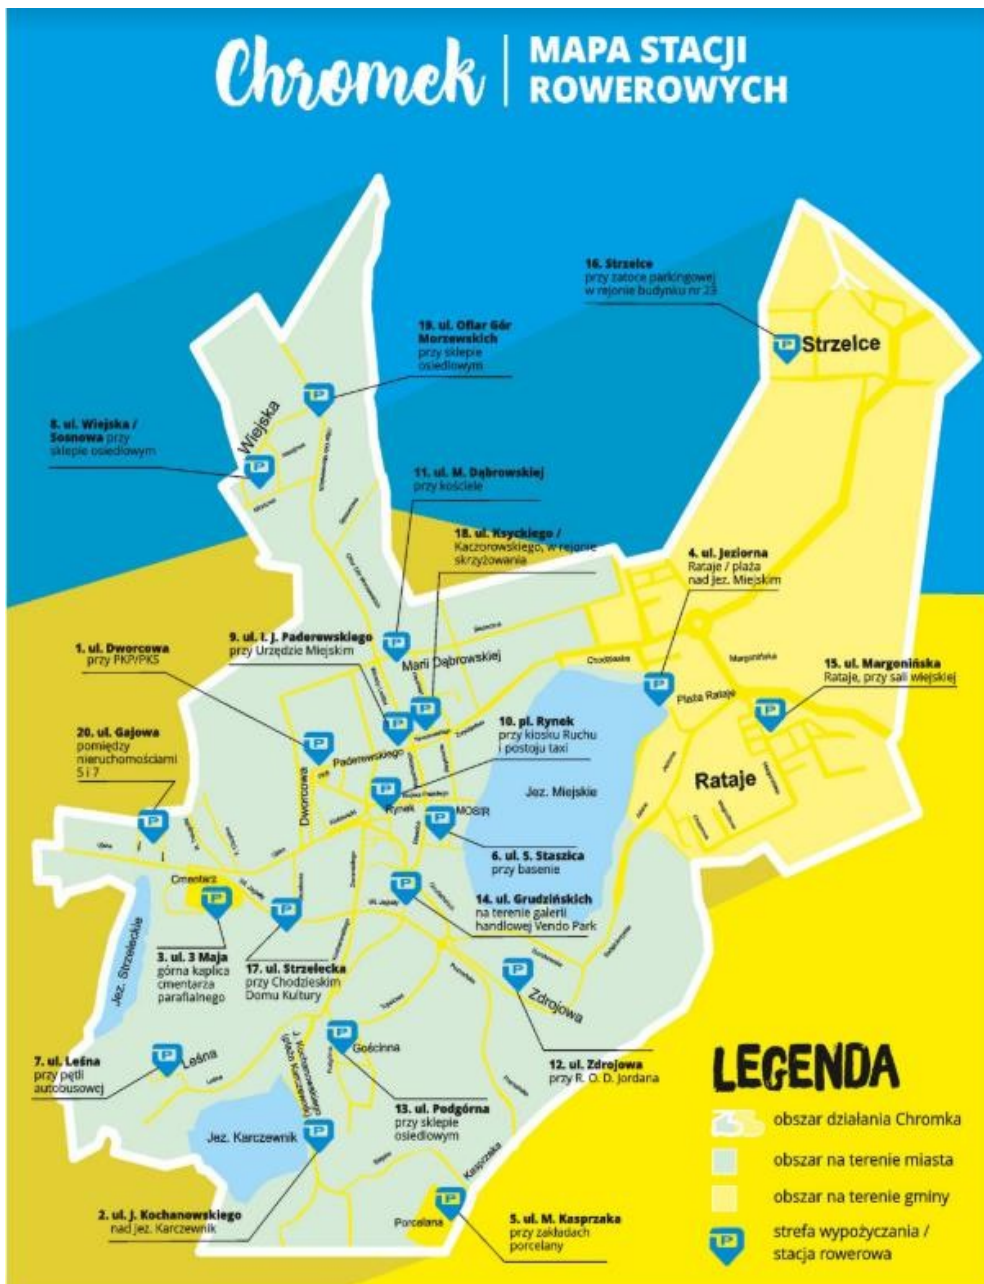 Chromek
MAPA STACJI
ROWEROWYCH
16. Strzelce
przy zatoce parkingowej
w rejonie budynku nr 23
Strzelce
19. ul. Ofiar Gór
Morzewskich
przy sklepie
osiedlowym
8. ul. Wiejska /
Sosnowa przy
sklepie osiedlowym
Wiejska
11. ul. M. Dąbrowskiej
przy kościele
18. ul. Ksyckiego /
Kaczorowskiego, w rejonie
skrzyżowania
4. ul. Jeziorna
Rataje / plaża
nad jez. Miejskim
9. ul. I. J. Paderewskiego
przy Urzędzie Miejskim
1. ul. Dworcowa
przy PKP/PKS
Marii Dąbrowskiej
Chodzieska
Margonińska
15. ul. Margonińska
Rataje, przy sali wiejskiej
Plaża Rataje
10. pl. Rynek
przy kiosku Ruchu
i postoju taxi
20. ul. Gajowa
pomiędzy
nieruchomościami
5 i 7
Paderewskiego
Dworcowa
Rynek
MOSiR
Jez. Miejskie
Rataje
6. ul. S. Staszica
przy basenie
Cmentarz
14. ul. Grudzińskich
na terenie galerii
handlowej Vendo Park
3. ul. 3 Maja
górna kaplica
cmentarza
parafialnego
17. ul. Strzelecka
przy Chodzieskim
Domu Kultury
Jez. Strzeleckie
Zdrojowa
7. ul. Leśna
przy pętli
autobusowej
Leśna
J. Kochanowskiego
(plaża Karczewnik)
Gościnna
12. ul. Zdrojowa
przy R. O. D. Jordana
13. ul. Podgórna
przy sklepie
osiedlowym
Jez. Karczewnik
Kasprzaka
2. ul. J. Kochanowskiego
nad jez. Karczewnik
Porcelana
5. ul. M. Kasprzaka
przy zakładach
porcelany
LEGENDA
obszar działania Chromka
obszar na terenie miasta
obszar na terenie gminy
strefa wypożyczania /
stacja rowerowa